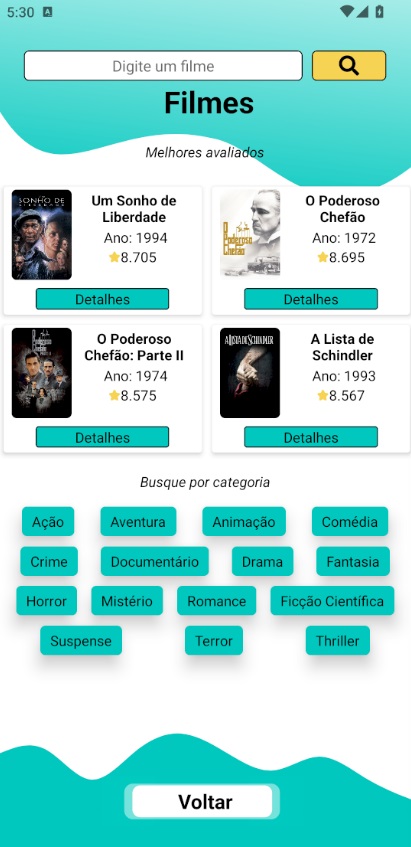 5:30
Digite um filme
Filmes
Melhores avaliados
Um Sonho de
Liberdade
Ano: 1994
8.705
Detalhes
O Poderoso
Chefão
Ano: 1972
8.695
Detalhes
O Poderoso
Chefão: Parte II
Ano: 1974
8.575
Detalhes
A Lista de
Schindler
Ano: 1993
8.567
Detalhes
SONHO DE
O
Poderoso
Chefão
A LISTA DE SCHINDLER
Busque por categoria
Ação Aventura Animação Comédia
Crime Documentário Drama Fantasia
Horror Mistério Romance Ficção Científica
Suspense Terror Thriller
Voltar